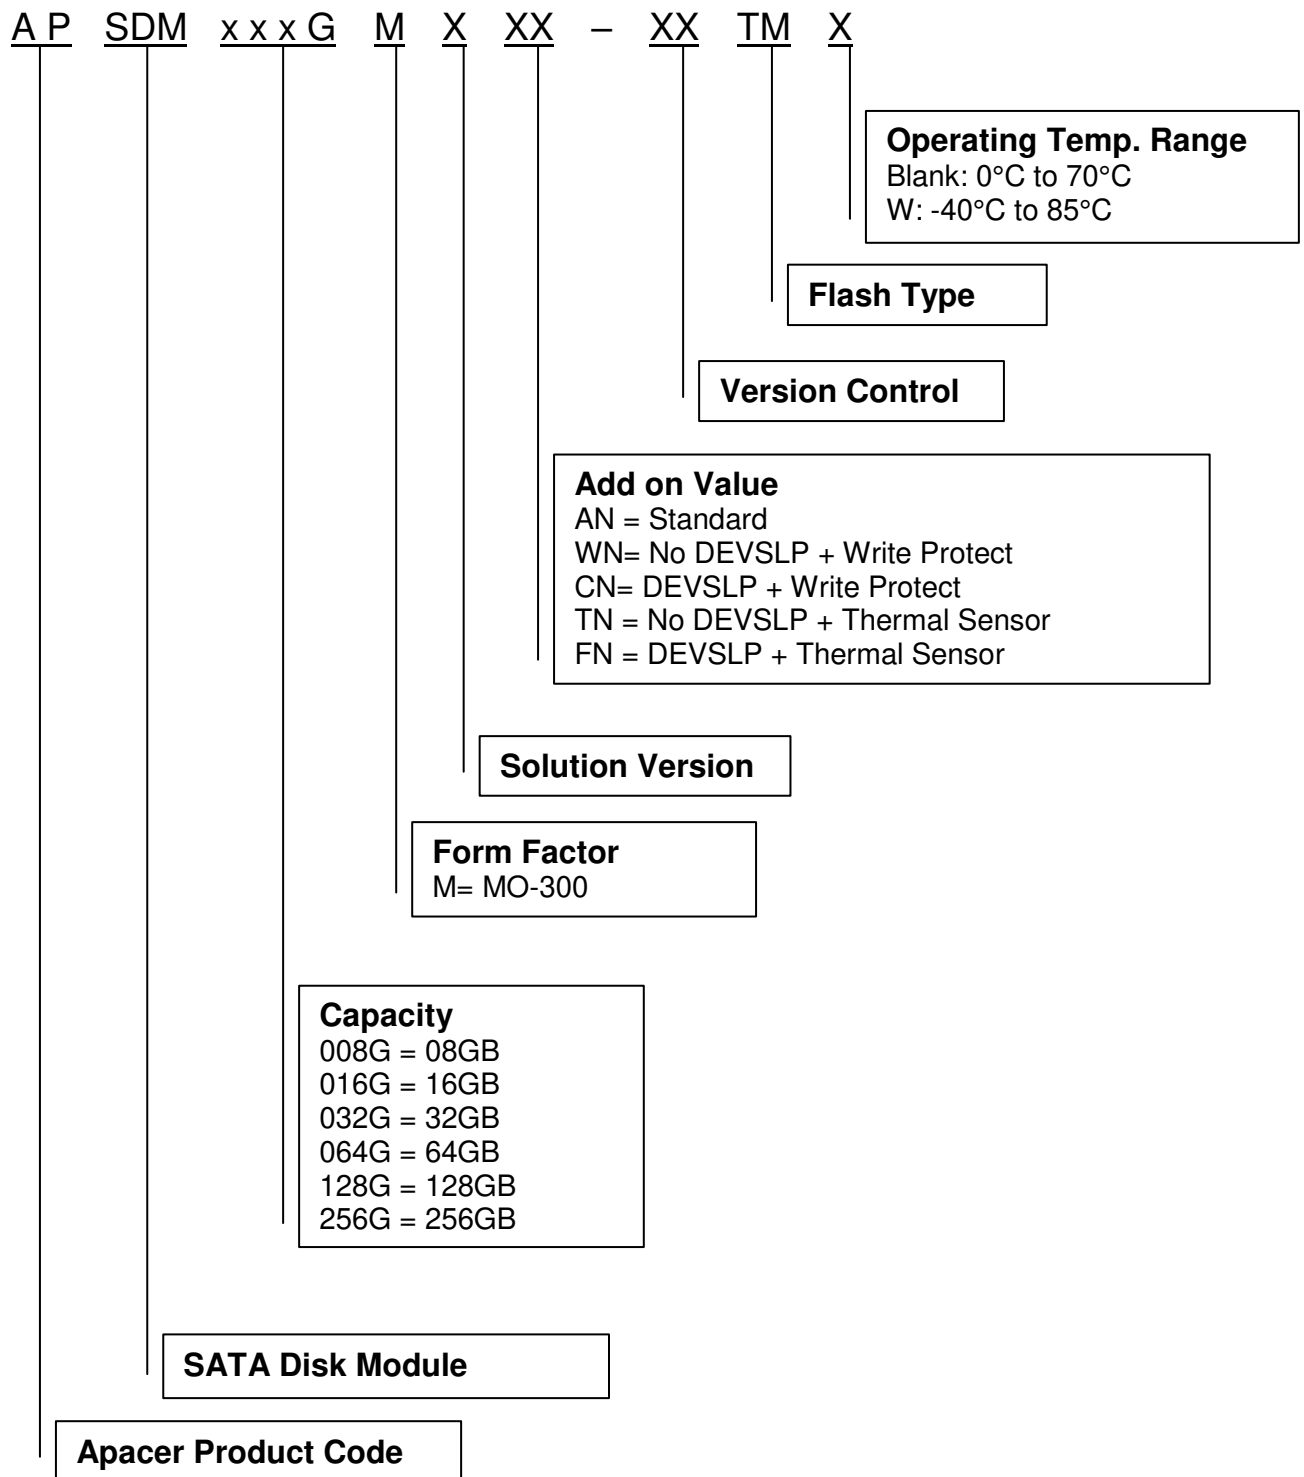 A P SDM x x x G M X XX – XX TM X
Operating Temp. Range
Blank: 0°C to 70°C
W: -40°C to 85°C
Flash Type
Version Control
Add on Value
AN = Standard
WN= No DEVSLP + Write Protect
CN= DEVSLP + Write Protect
TN = No DEVSLP + Thermal Sensor
FN = DEVSLP + Thermal Sensor
Solution Version
Form Factor
M= MO-300
Capacity
008G = 08GB
016G = 16GB
032G = 32GB
064G = 64GB
128G = 128GB
256G = 256GB
SATA Disk Module
Apacer Product Code